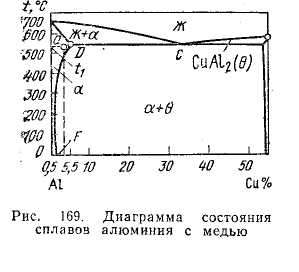 t,°C
700
600
500
400
300
200
100
0
Ж
Ж+α
D
t₁
α
C
CuAl₂(θ)
α+θ
F
0,5 5,5 10 20 30 40 50
Al Cu%
Рис. 169. Диаграмма состояния
сплавов алюминия с медью